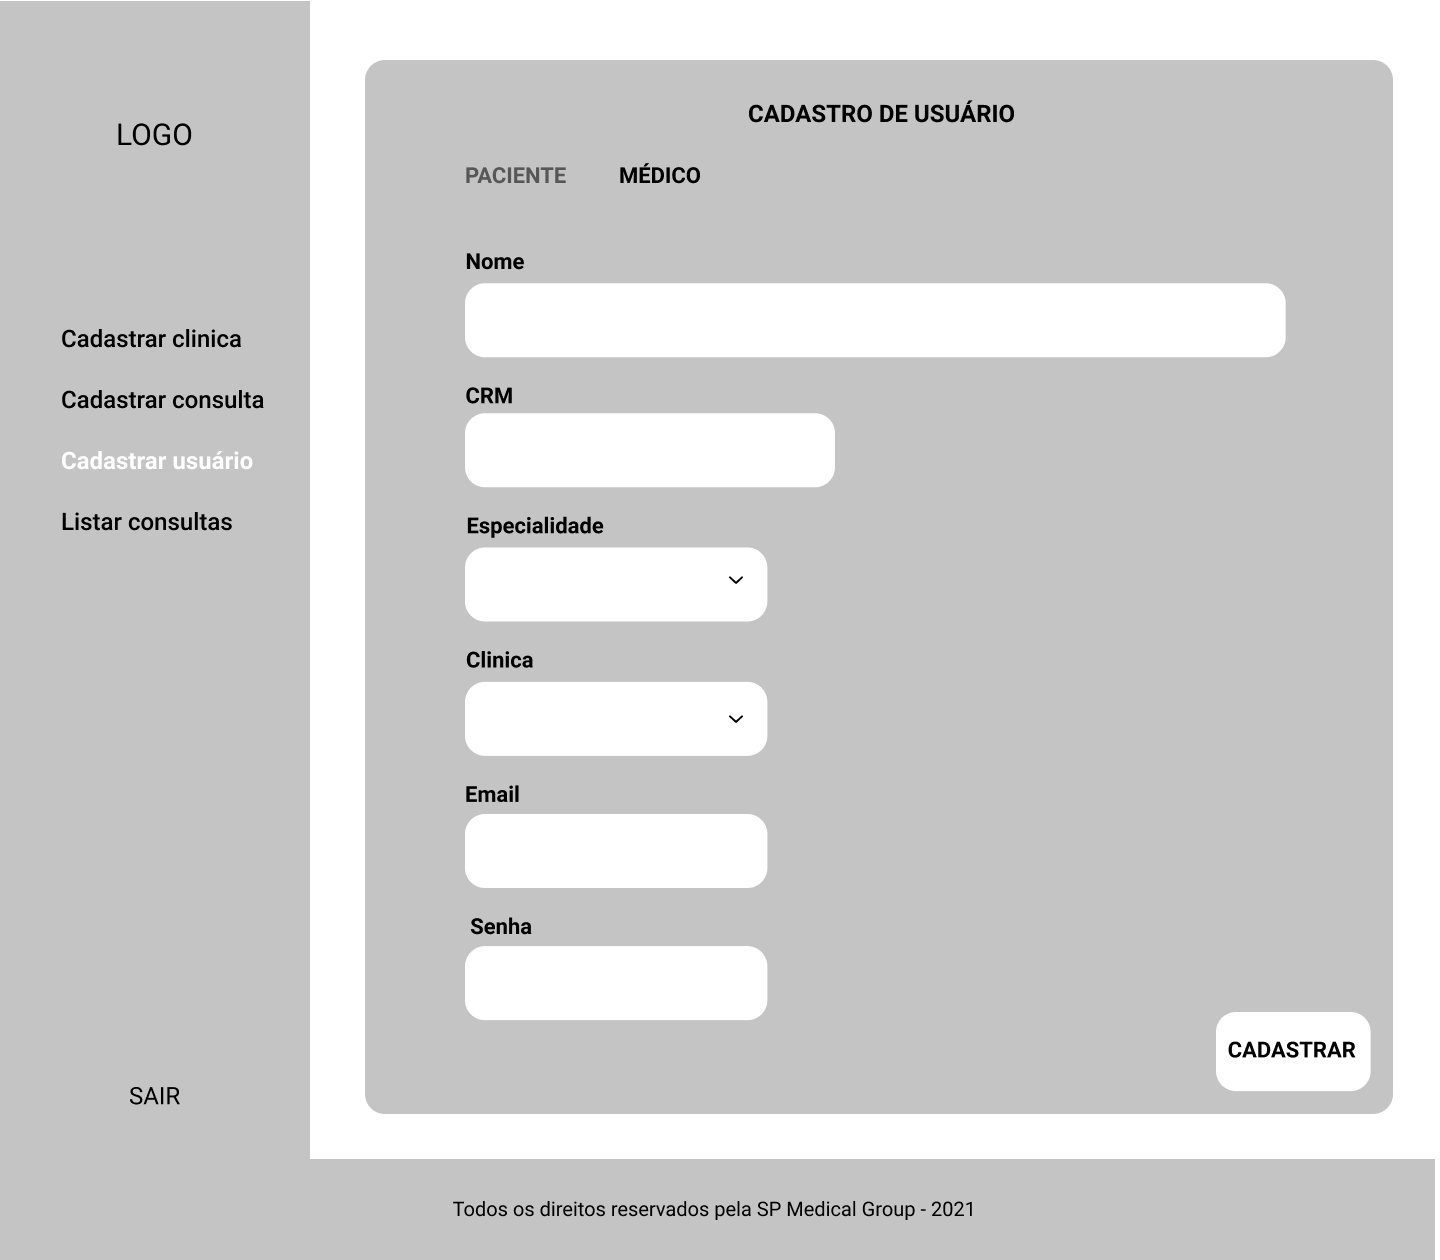 LOGO
Cadastrar clinica
Cadastrar consulta
Cadastrar usuário
Listar consultas
SAIR
CADASTRO DE USUÁRIO
PACIENTE
MÉDICO
Nome
CRM
Especialidade
Clinica
Email
Senha
CADASTRAR
Todos os direitos reservados pela SP Medical Group - 2021